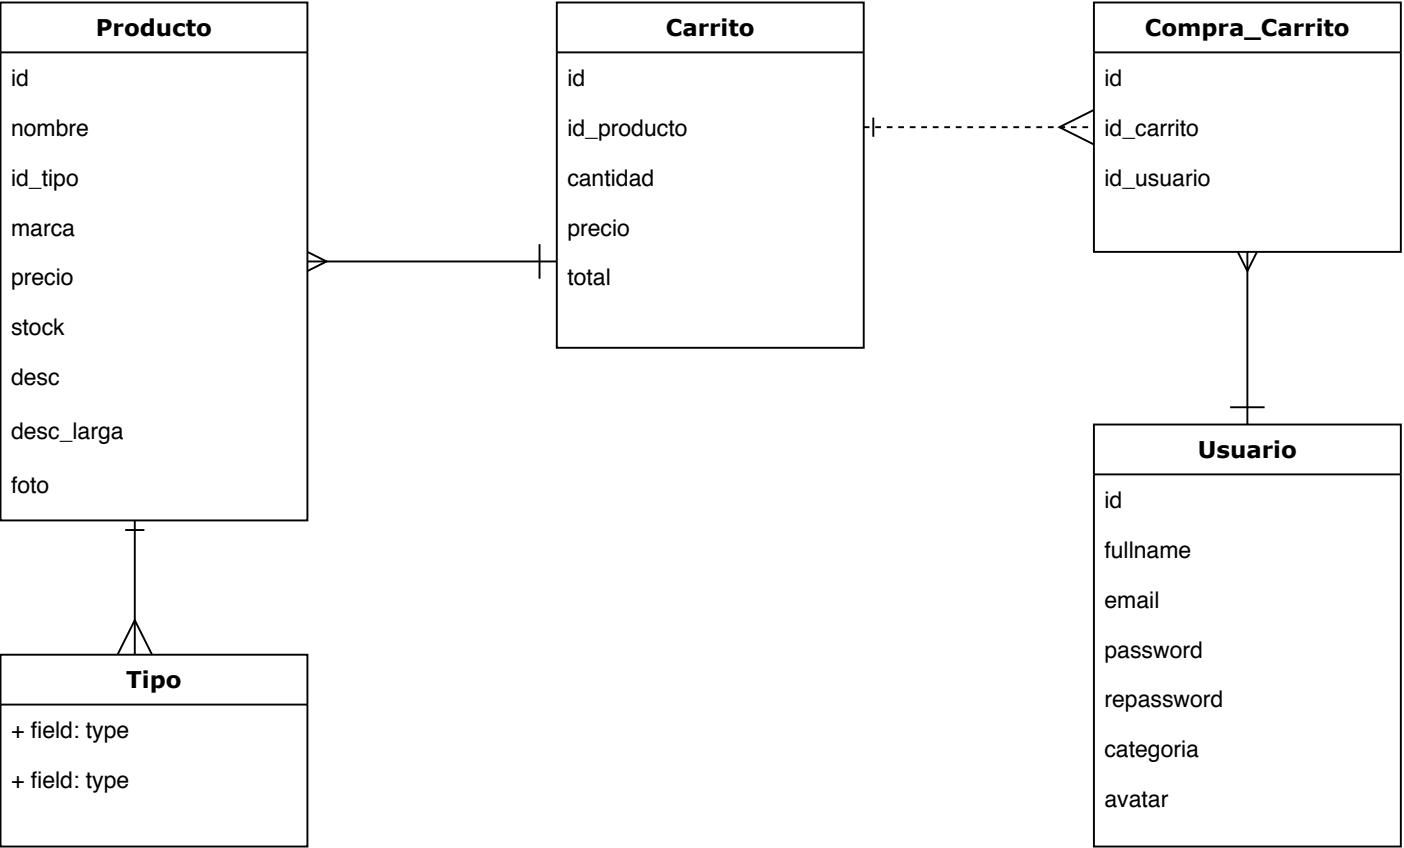 Producto
id
nombre
id_tipo
marca
precio
stock
desc
desc_larga
foto
Tipo
+ field: type
+ field: type
Carrito
id
id_producto
cantidad
precio
total
Compra_Carrito
id
id_carrito
id_usuario
Usuario
id
fullname
email
password
repassword
categoria
avatar